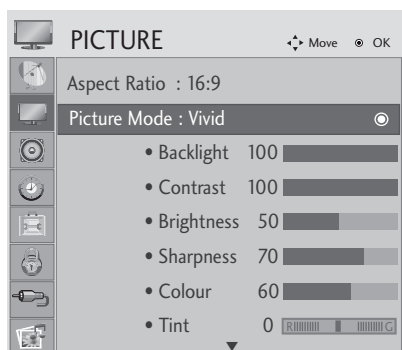 PICTURE Move OK
Aspect Ratio : 16:9
Picture Mode : Vivid
• Backlight 100
• Contrast 100
• Brightness 50
• Sharpness 70
• Colour 60
• Tint 0 R G